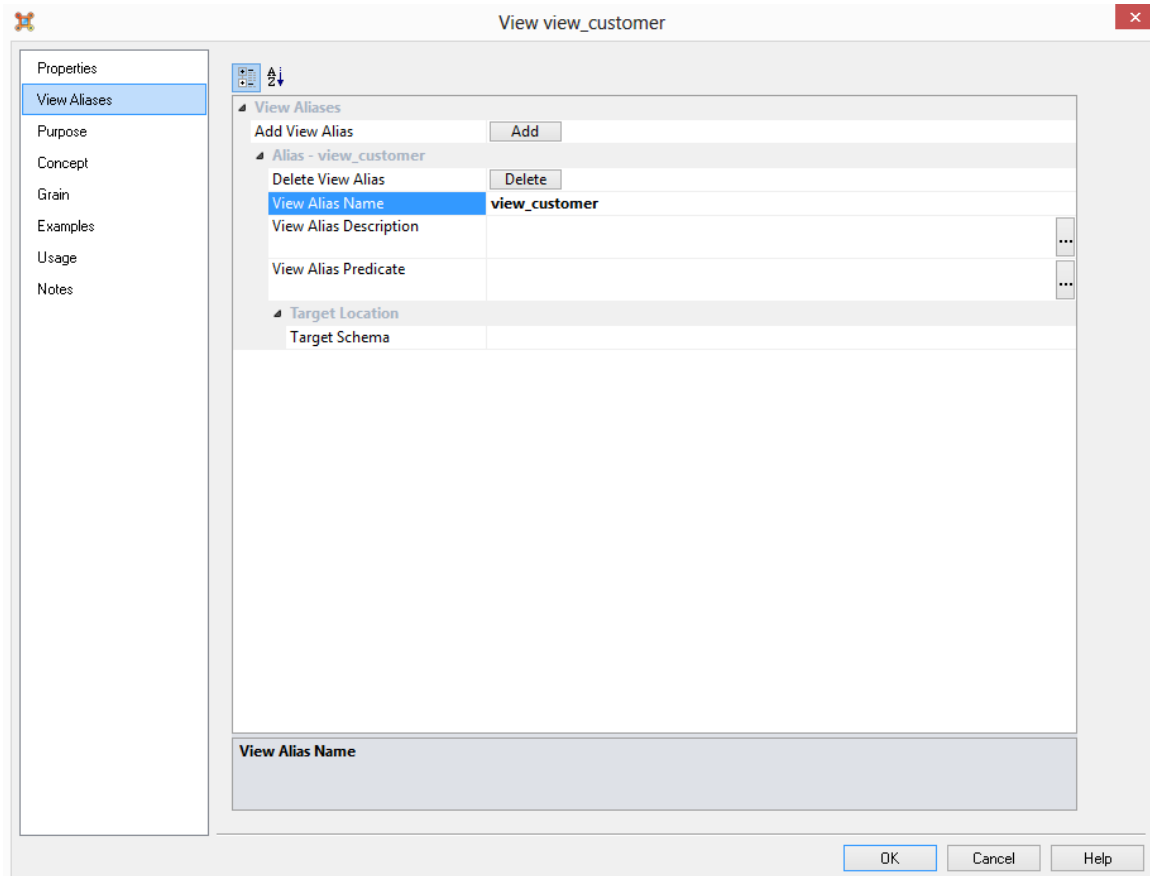 View view_customer
Properties
View Aliases
Purpose
Concept
Grain
Examples
Usage
Notes
View Aliases
Add View Alias Add
Alias - view_customer
Delete View Alias Delete
View Alias Name view_customer
View Alias Description ...
View Alias Predicate ...
Target Location
Target Schema
View Alias Name
OK Cancel Help